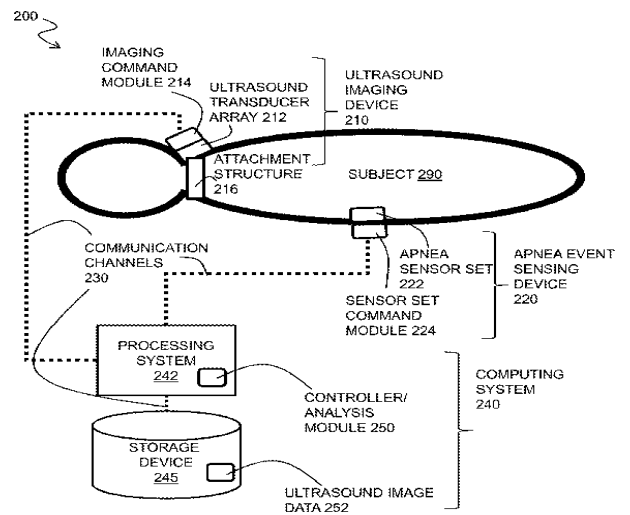 200
IMAGING
COMMAND
MODULE 214
ULTRASOUND
TRANSDUCER
ARRAY 212
ULTRASOUND
IMAGING
DEVICE
210
ATTACHMENT
STRUCTURE
216
SUBJECT 290
COMMUNICATION
CHANNELS
230
APNEA
SENSOR SET
222
SENSOR SET
COMMAND
MODULE 224
APNEA EVENT
SENSING
DEVICE
220
PROCESSING
SYSTEM
242
CONTROLLER/
ANALYSIS
MODULE 250
COMPUTING
SYSTEM
240
STORAGE
DEVICE
245
ULTRASOUND IMAGE
DATA 252